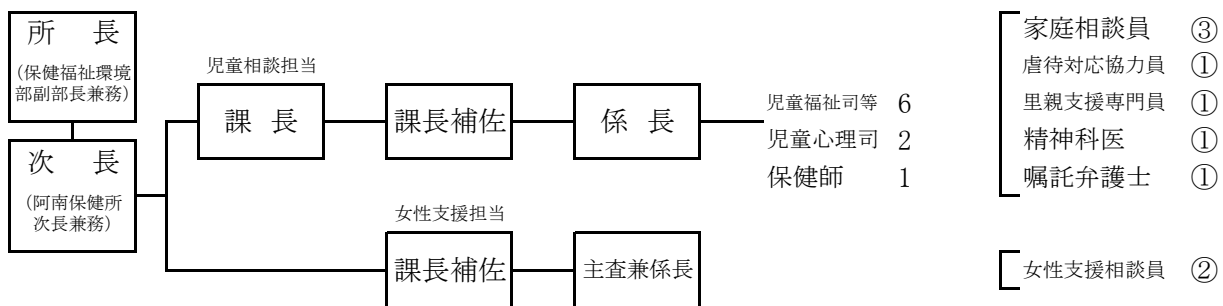 所 長
(保健福祉環境
部副部長兼務)
次 長
(阿南保健所
次長兼務)
児童相談担当
課 長
課長補佐
係 長
児童福祉司等 6
児童心理司 2
保健師 1
家庭相談員 ③
虐待対応協力員 ①
里親支援専門員 ①
精神科医 ①
嘱託弁護士 ①
女性支援担当
課長補佐
主査兼係長
女性支援相談員 ②